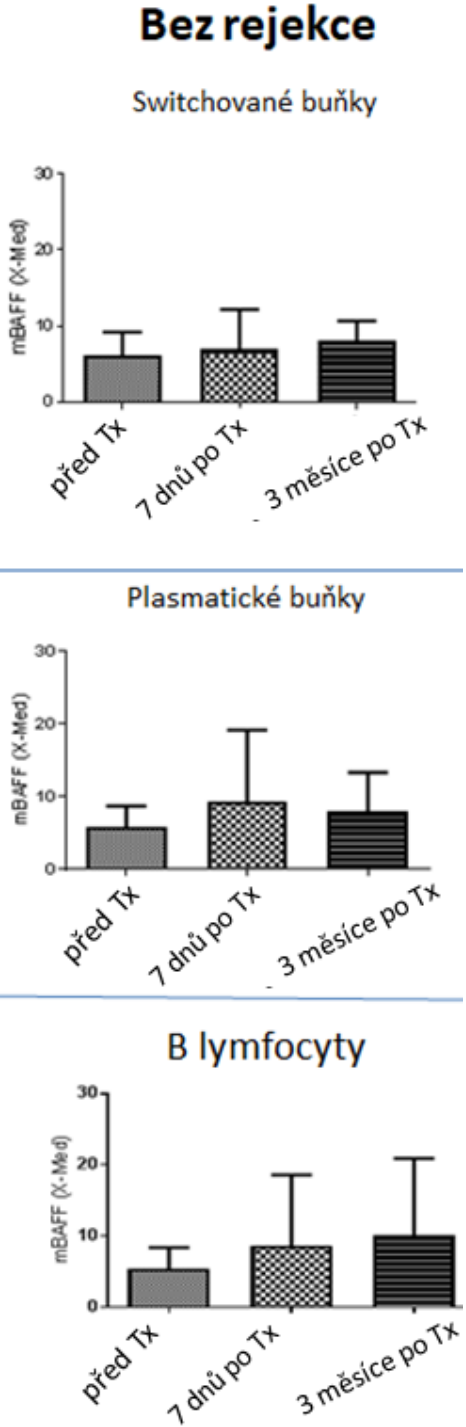 Bez rejekce
Switchované buňky
mBAFF (X-Med)
30
20
10
0
před Tx
7 dnů po Tx
3 měsíce po Tx
Plasmatické buňky
mBAFF (X-Med)
30
20
10
0
před Tx
7 dnů po Tx
3 měsíce po Tx
B lymfocyty
mBAFF (X-Med)
30
20
10
0
před Tx
7 dnů po Tx
3 měsíce po Tx